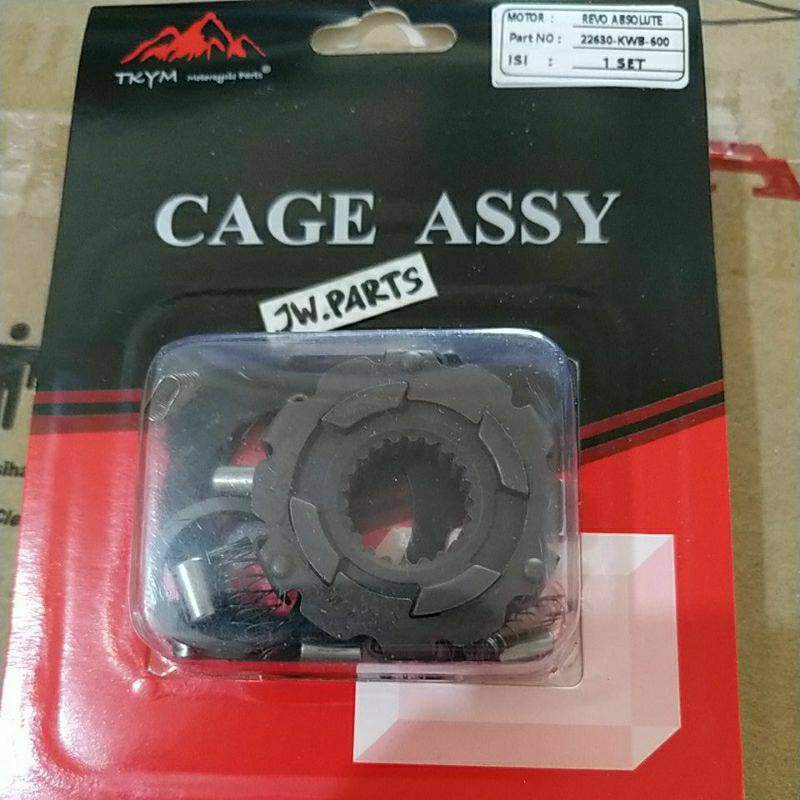 MOTOR : REVO ABSOLUTE
Part NO : 22630-KWB-600
ISI : 1 SET
TKYM Motorcycle Parts®
CAGE ASSY
JW.PARTS